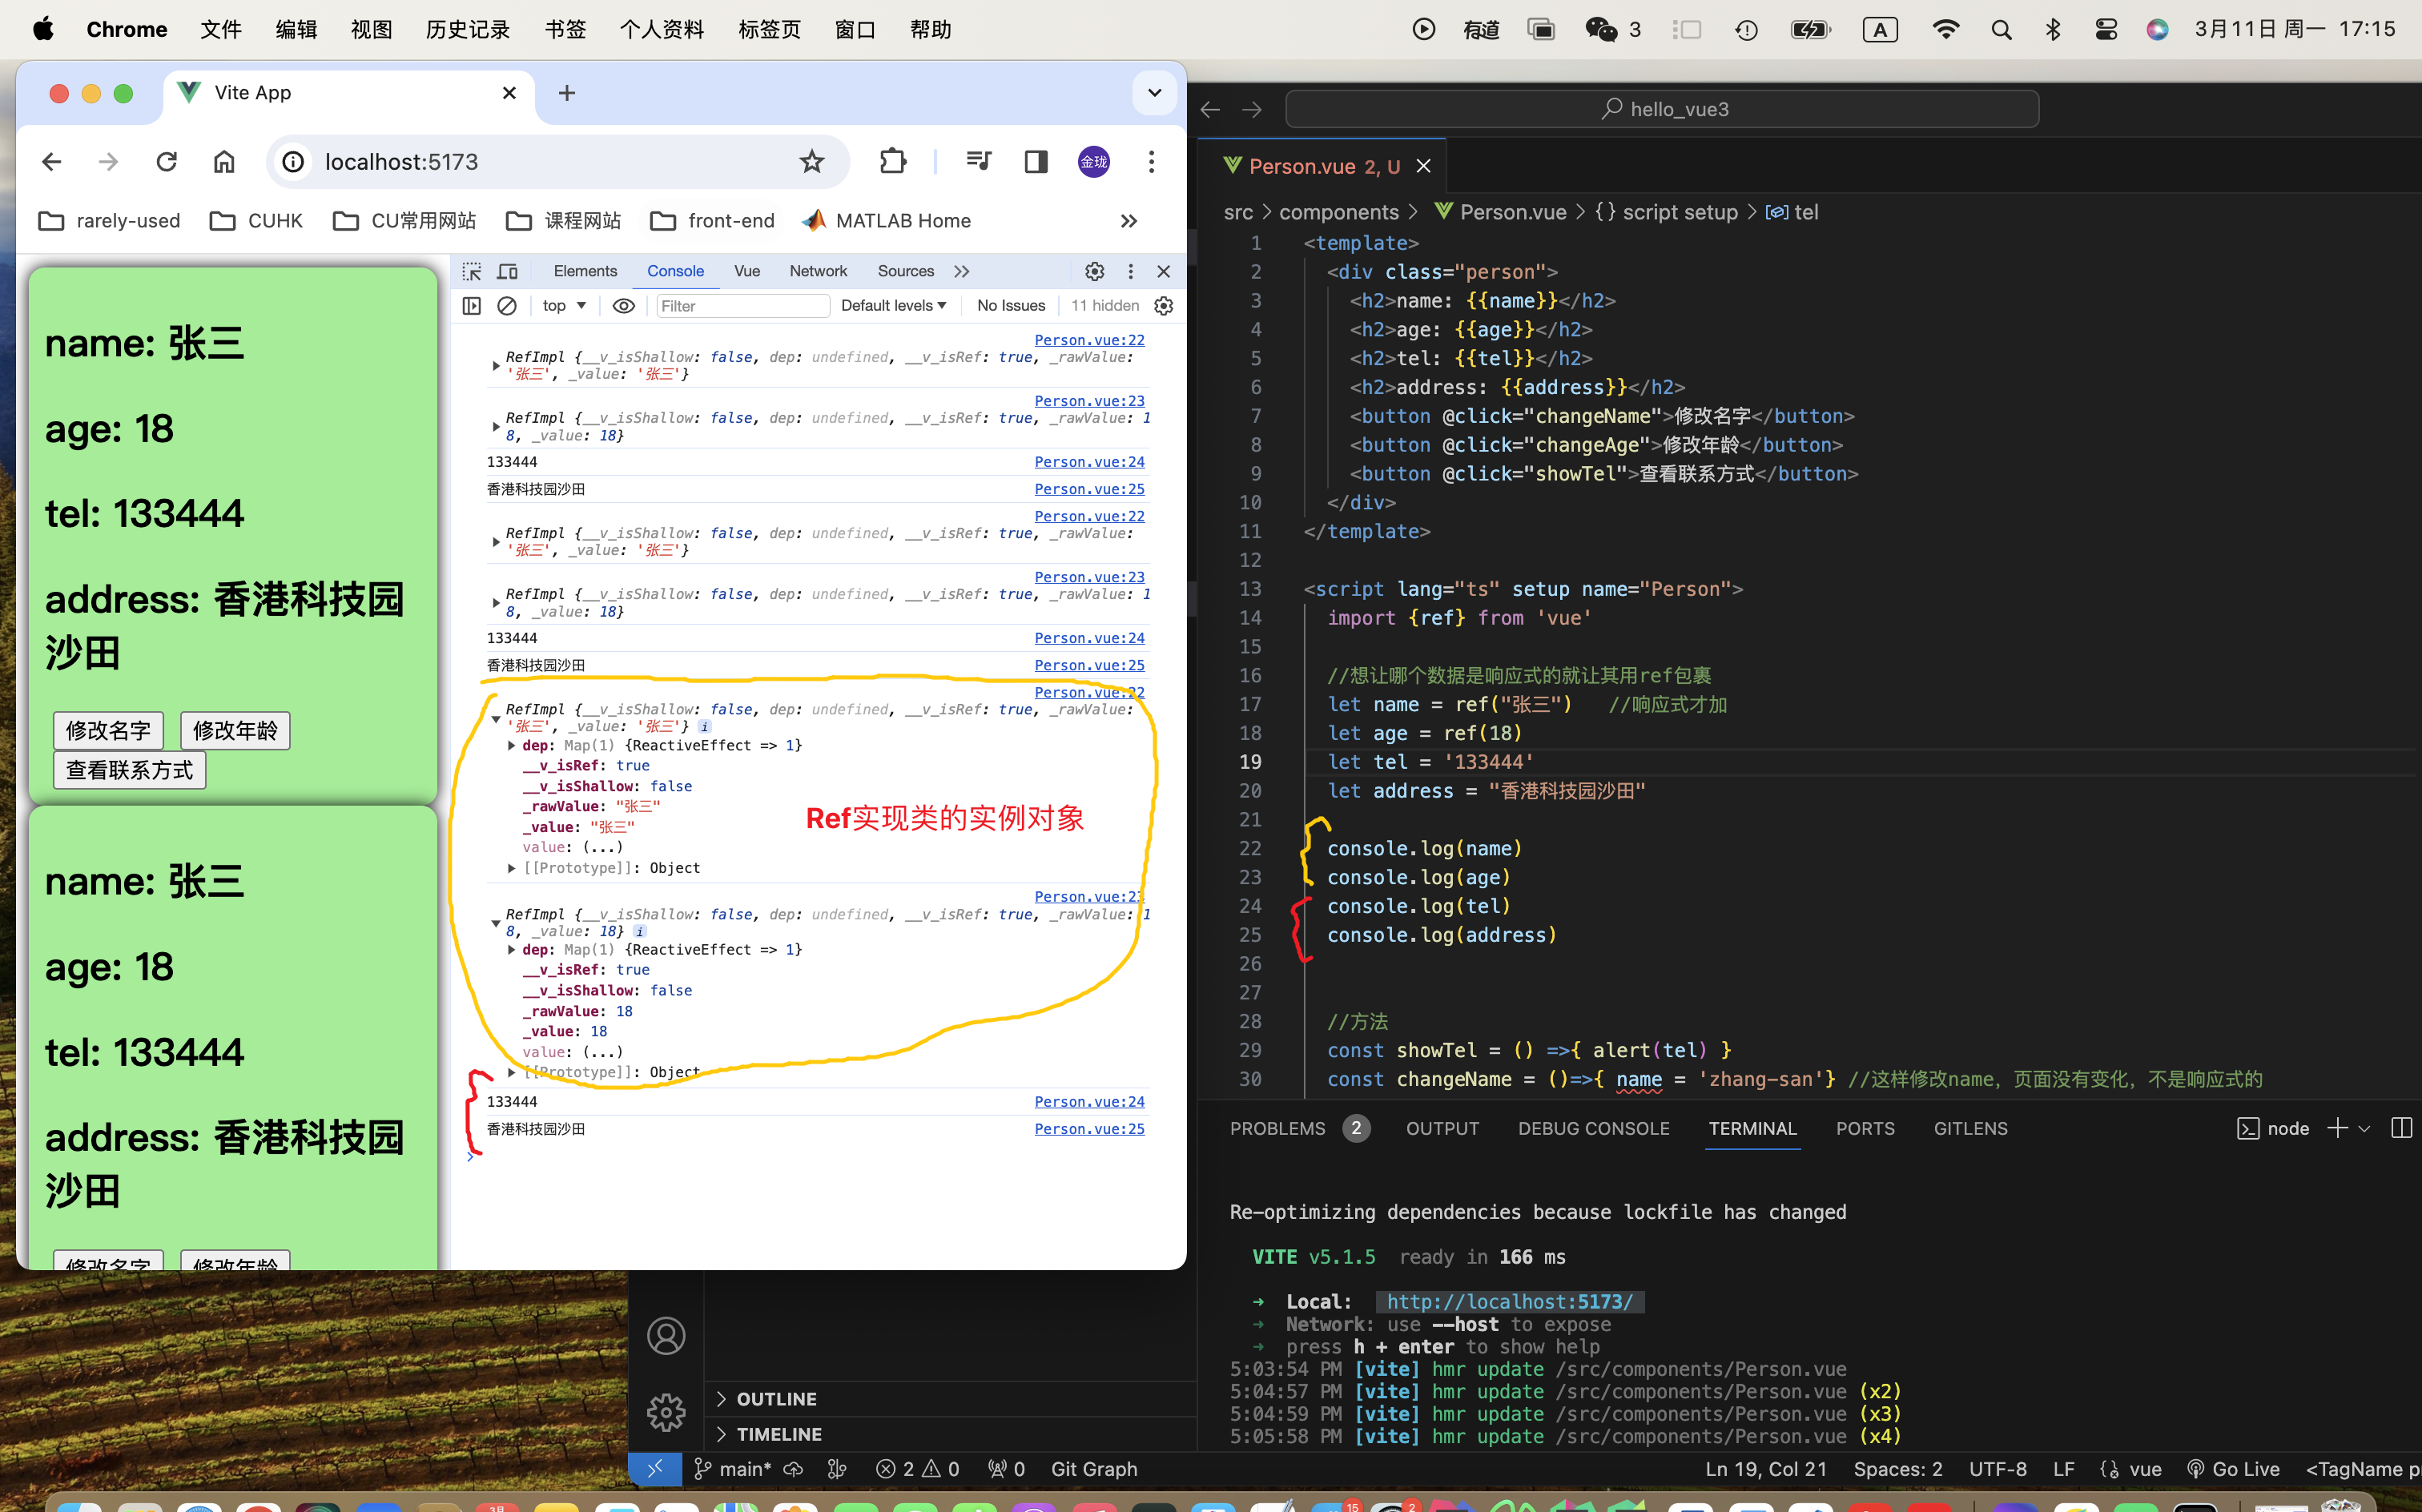 Chrome 文件 编辑 视图 历史记录 书签 个人资料 标签页 窗口 帮助
有道 3 A 3月11日 周一 17:15
Vite App
localhost:5173
金珑
rarely-used CUHK CU常用网站 课程网站 front-end MATLAB Home
name: 张三
age: 18
tel: 133444
address: 香港科技园
沙田
修改名字 修改年龄
查看联系方式
name: 张三
age: 18
tel: 133444
address: 香港科技园
沙田
修改名字 修改年龄
Elements Console Vue Network Sources
top Filter Default levels No Issues 11 hidden
Person.vue:22
RefImpl {__v_isShallow: false, dep: undefined, __v_isRef: true, _rawValue:
'张三', _value: '张三'}
Person.vue:23
RefImpl {__v_isShallow: false, dep: undefined, __v_isRef: true, _rawValue: 1
8, _value: 18}
133444 Person.vue:24
香港科技园沙田 Person.vue:25
Person.vue:22
RefImpl {__v_isShallow: false, dep: undefined, __v_isRef: true, _rawValue:
'张三', _value: '张三'}
Person.vue:23
RefImpl {__v_isShallow: false, dep: undefined, __v_isRef: true, _rawValue: 1
8, _value: 18}
133444 Person.vue:24
香港科技园沙田 Person.vue:25
Person.vue:22
RefImpl {__v_isShallow: false, dep: undefined, __v_isRef: true, _rawValue:
'张三', _value: '张三'} i
dep: Map(1) {ReactiveEffect => 1}
__v_isRef: true
__v_isShallow: false
_rawValue: "张三"
_value: "张三"
value: (...)
[[Prototype]]: Object
Ref实现类的实例对象
Person.vue:23
RefImpl {__v_isShallow: false, dep: undefined, __v_isRef: true, _rawValue: 1
8, _value: 18} i
dep: Map(1) {ReactiveEffect => 1}
__v_isRef: true
__v_isShallow: false
_rawValue: 18
_value: 18
value: (...)
[[Prototype]]: Object
133444 Person.vue:24
香港科技园沙田 Person.vue:25
hello_vue3
Person.vue 2, U
src > components > Person.vue > {} script setup > tel
1 <template>
2 <div class="person">
3 <h2>name: {{name}}</h2>
4 <h2>age: {{age}}</h2>
5 <h2>tel: {{tel}}</h2>
6 <h2>address: {{address}}</h2>
7 <button @click="changeName">修改名字</button>
8 <button @click="changeAge">修改年龄</button>
9 <button @click="showTel">查看联系方式</button>
10 </div>
11 </template>
12
13 <script lang="ts" setup name="Person">
14 import {ref} from 'vue'
15
16 //想让哪个数据是响应式的就让其用ref包裹
17 let name = ref("张三") //响应式才加
18 let age = ref(18)
19 let tel = '133444'
20 let address = "香港科技园沙田"
21
22 console.log(name)
23 console.log(age)
24 console.log(tel)
25 console.log(address)
26
27
28 //方法
29 const showTel = () =>{ alert(tel) }
30 const changeName = ()=>{ name = 'zhang-san'} //这样修改name, 页面没有变化, 不是响应式的
PROBLEMS 2 OUTPUT DEBUG CONSOLE TERMINAL PORTS GITLENS node
Re-optimizing dependencies because lockfile has changed
VITE v5.1.5 ready in 166 ms
➜ Local: http://localhost:5173/
➜ Network: use --host to expose
➜ press h + enter to show help
5:03:54 PM [vite] hmr update /src/components/Person.vue
5:04:57 PM [vite] hmr update /src/components/Person.vue (x2)
5:04:59 PM [vite] hmr update /src/components/Person.vue (x3)
5:05:58 PM [vite] hmr update /src/components/Person.vue (x4)
OUTLINE
TIMELINE
main* 2 0 0 Git Graph Ln 19, Col 21 Spaces: 2 UTF-8 LF vue Go Live <TagName p
3月 15 2